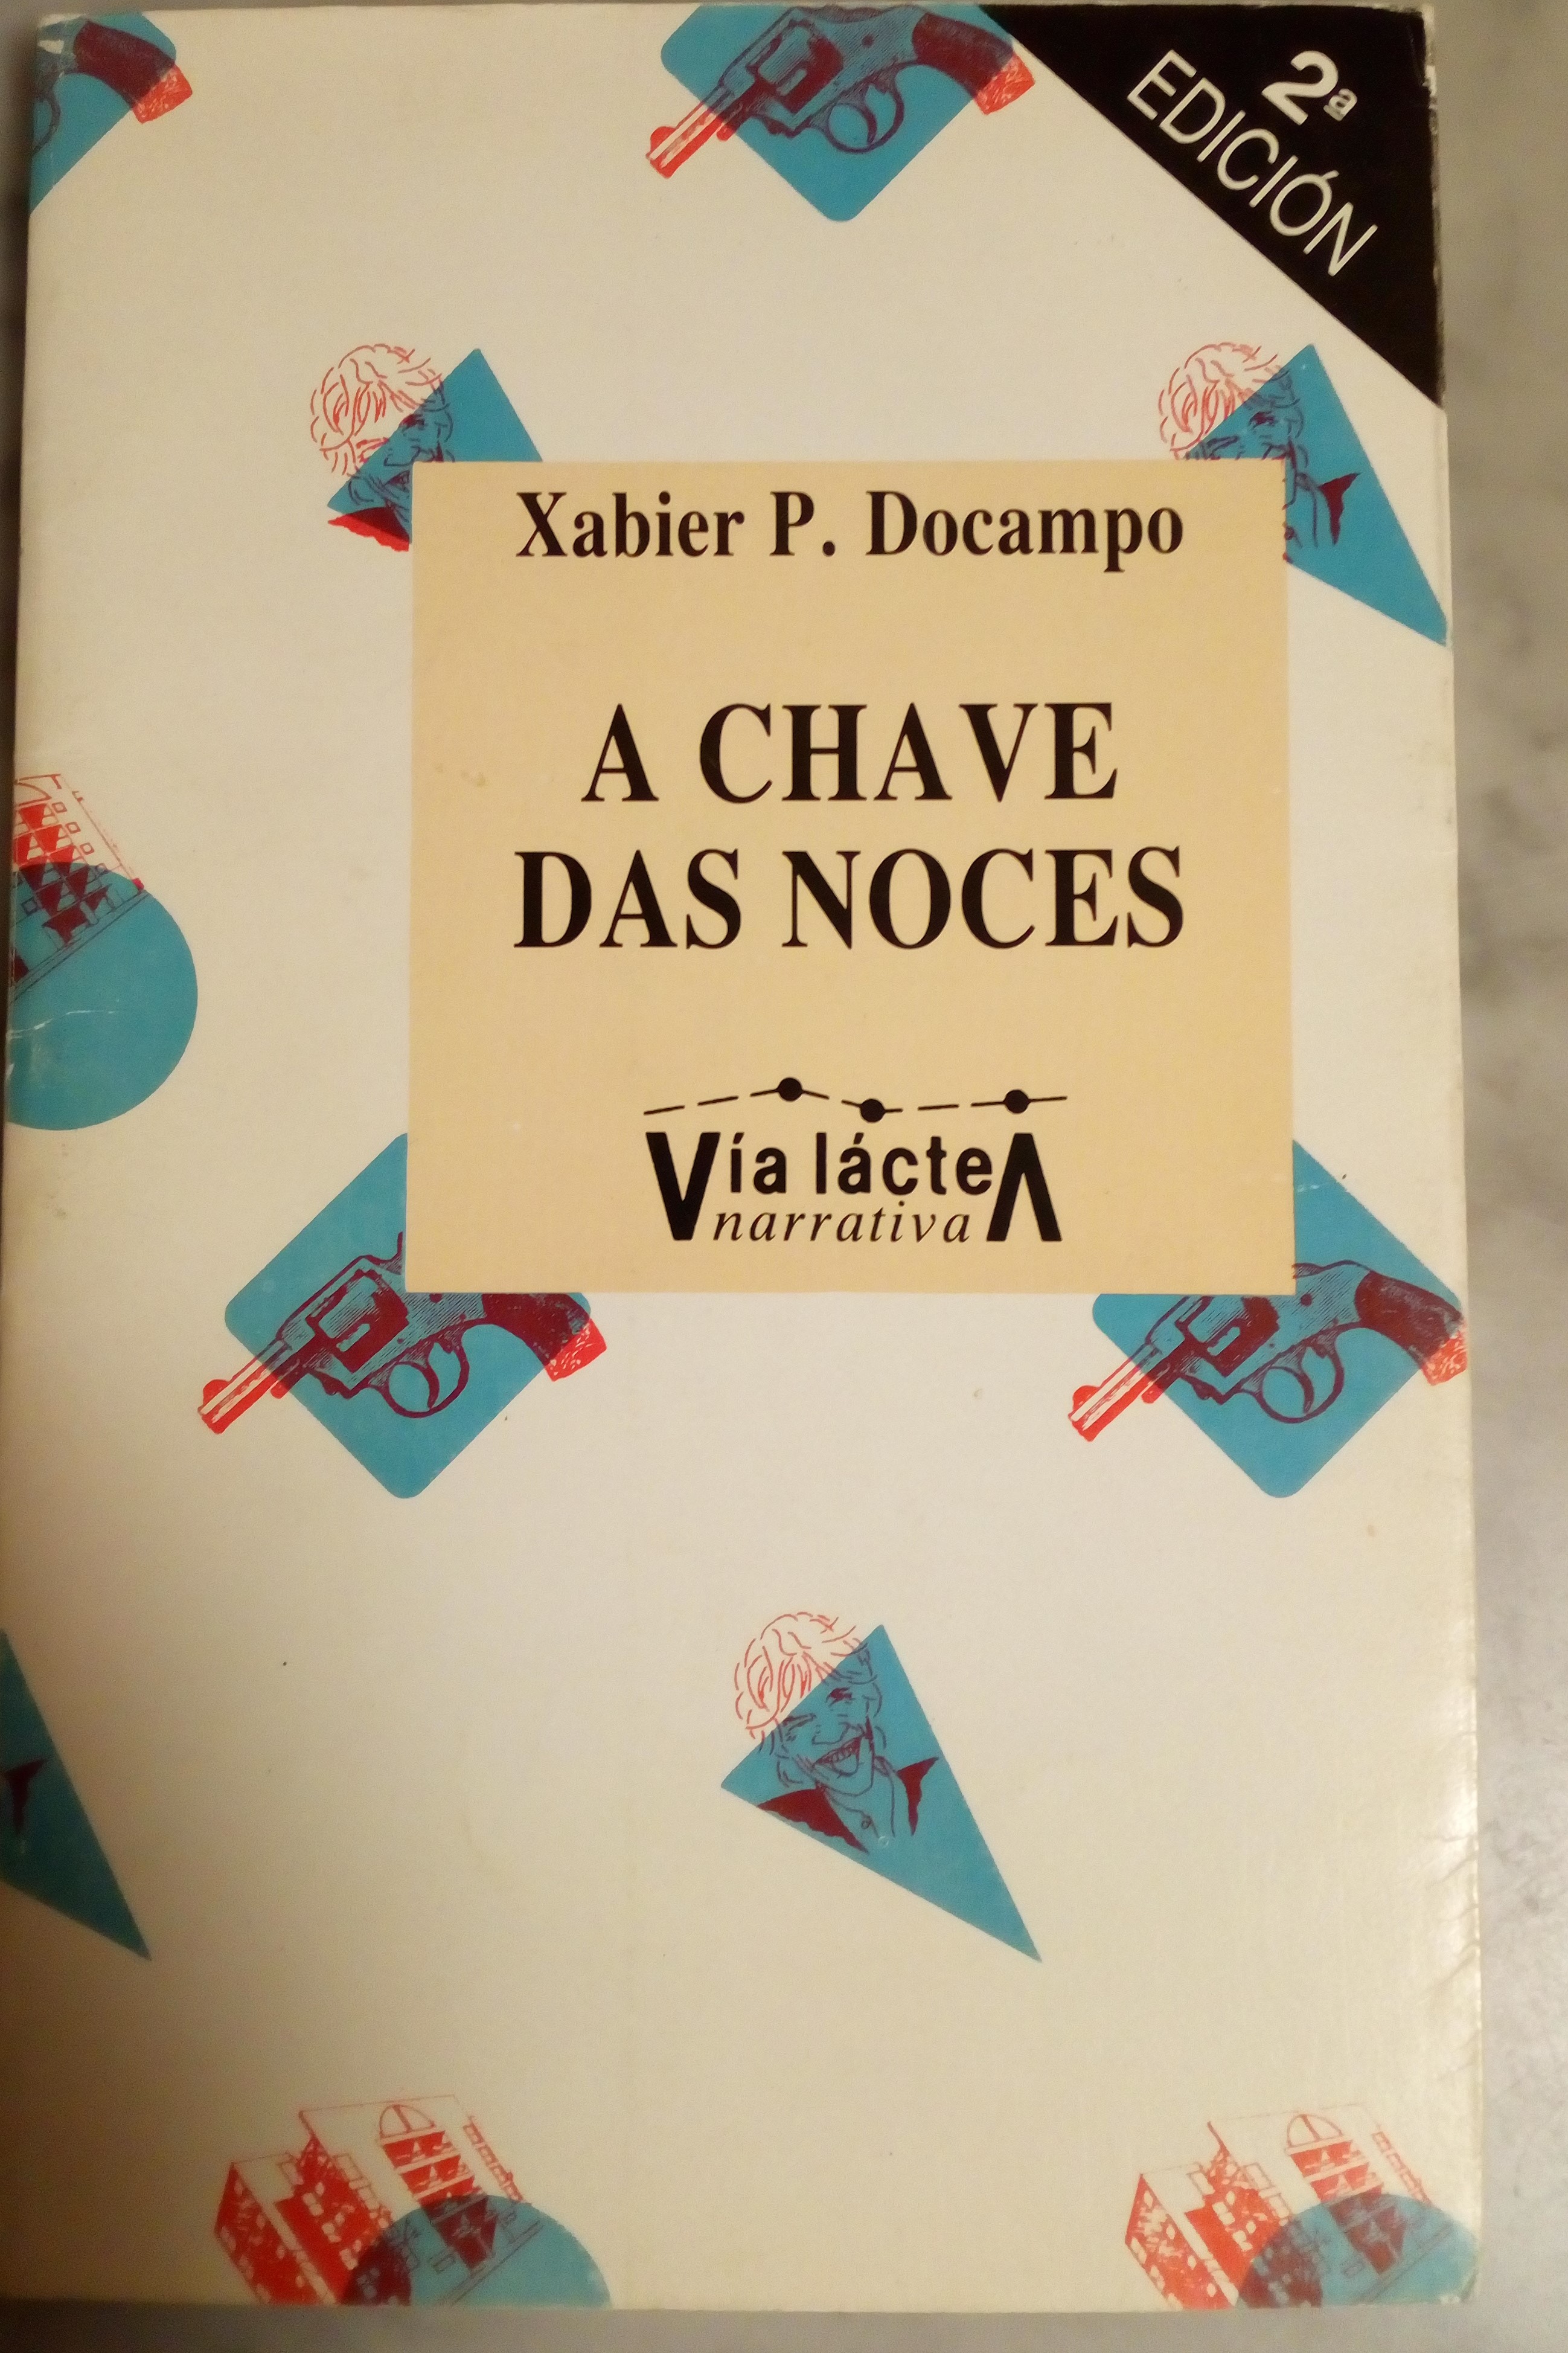 2ª
EDICIÓN
Xabier P. Docampo
A CHAVE
DAS NOCES
Vía lácteA
narrativa